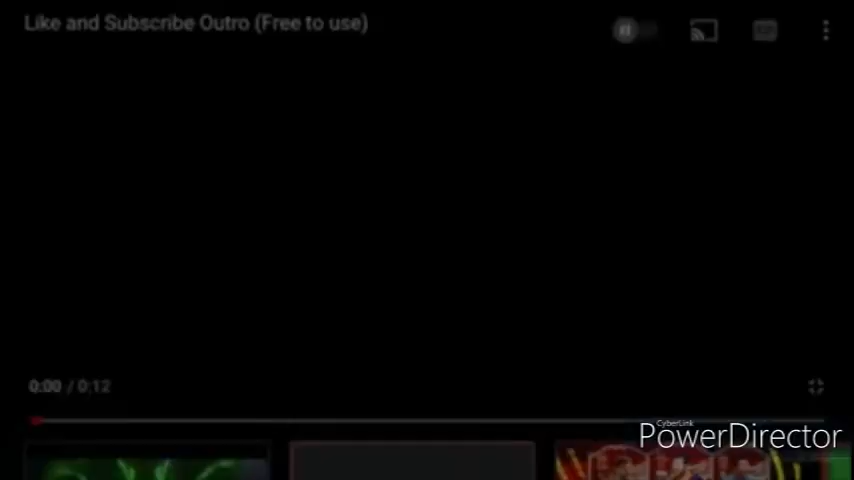 Like and Subscribe Outro (Free to use)
0:00 / 0:12
CyberLink
PowerDirector